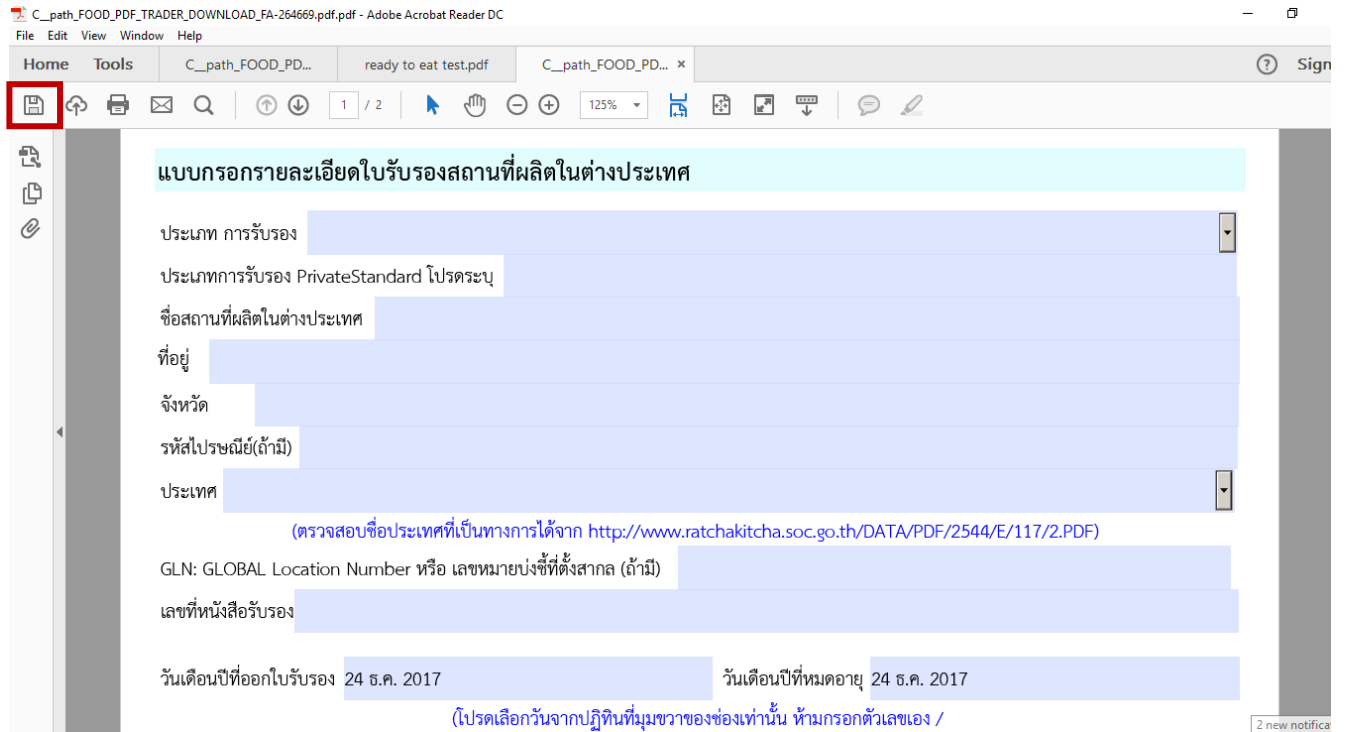 C__path_FOOD_PDF_TRADER_DOWNLOAD_FA-264669.pdf.pdf - Adobe Acrobat Reader DC
File Edit View Window Help
Home Tools C__path_FOOD_PD... ready to eat test.pdf C__path_FOOD_PD... × ? Sign
1 / 2 125%
แบบกรอกรายละเอียดใบรับรองสถานที่ผลิตในต่างประเทศ
ประเภท การรับรอง
ประเภทการรับรอง PrivateStandard โปรดระบุ
ชื่อสถานที่ผลิตในต่างประเทศ
ที่อยู่
จังหวัด
รหัสไปรษณีย์(ถ้ามี)
ประเทศ
(ตรวจสอบชื่อประเทศที่เป็นทางการได้จาก http://www.ratchakitcha.soc.go.th/DATA/PDF/2544/E/117/2.PDF)
GLN: GLOBAL Location Number หรือ เลขหมายบ่งชี้ที่ตั้งสากล (ถ้ามี)
เลขที่หนังสือรับรอง
วันเดือนปีที่ออกใบรับรอง 24 ธ.ค. 2017 วันเดือนปีที่หมดอายุ 24 ธ.ค. 2017
(โปรดเลือกวันจากปฏิทินที่มุมขวาของช่องเท่านั้น ห้ามกรอกตัวเลขเอง /
2 new notifica